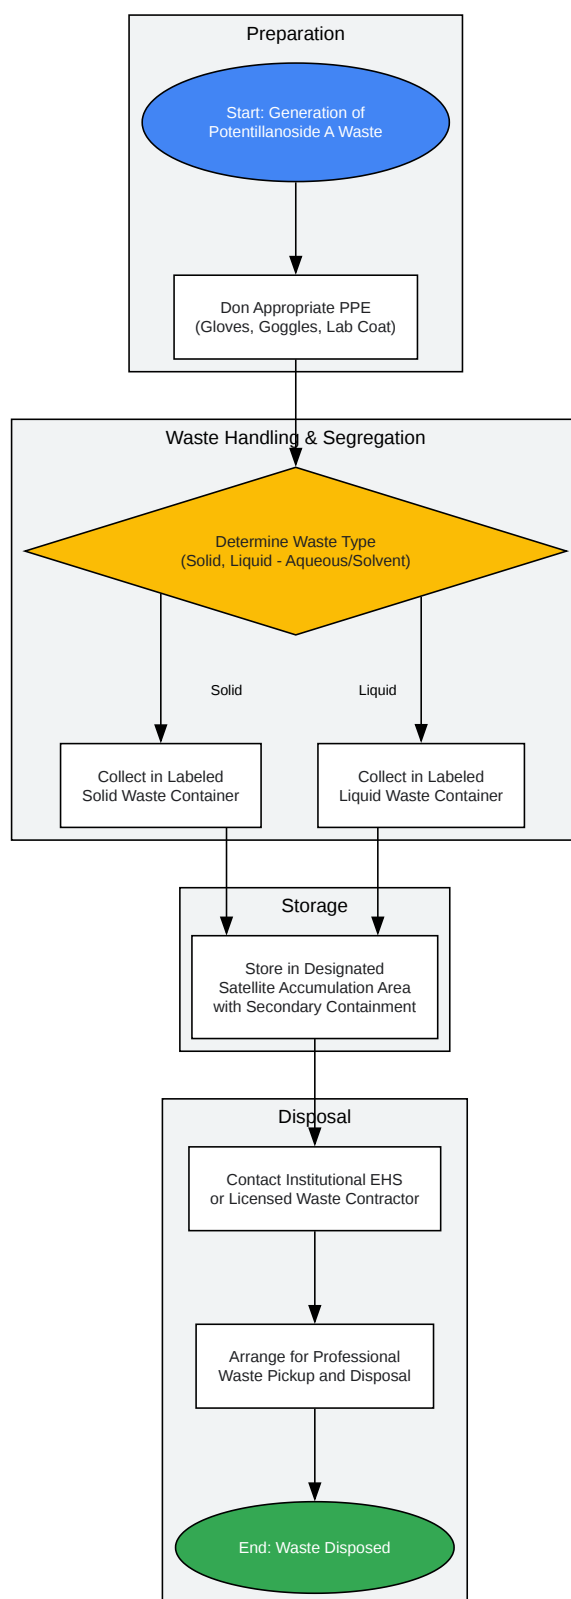 Preparation
Start: Generation of
Potentillanoside A Waste
Don Appropriate PPE
(Gloves, Goggles, Lab Coat)
Waste Handling & Segregation
Determine Waste Type
(Solid, Liquid - Aqueous/Solvent)
Solid
Liquid
Collect in Labeled
Solid Waste Container
Collect in Labeled
Liquid Waste Container
Storage
Store in Designated
Satellite Accumulation Area
with Secondary Containment
Disposal
Contact Institutional EHS
or Licensed Waste Contractor
Arrange for Professional
Waste Pickup and Disposal
End: Waste Disposed